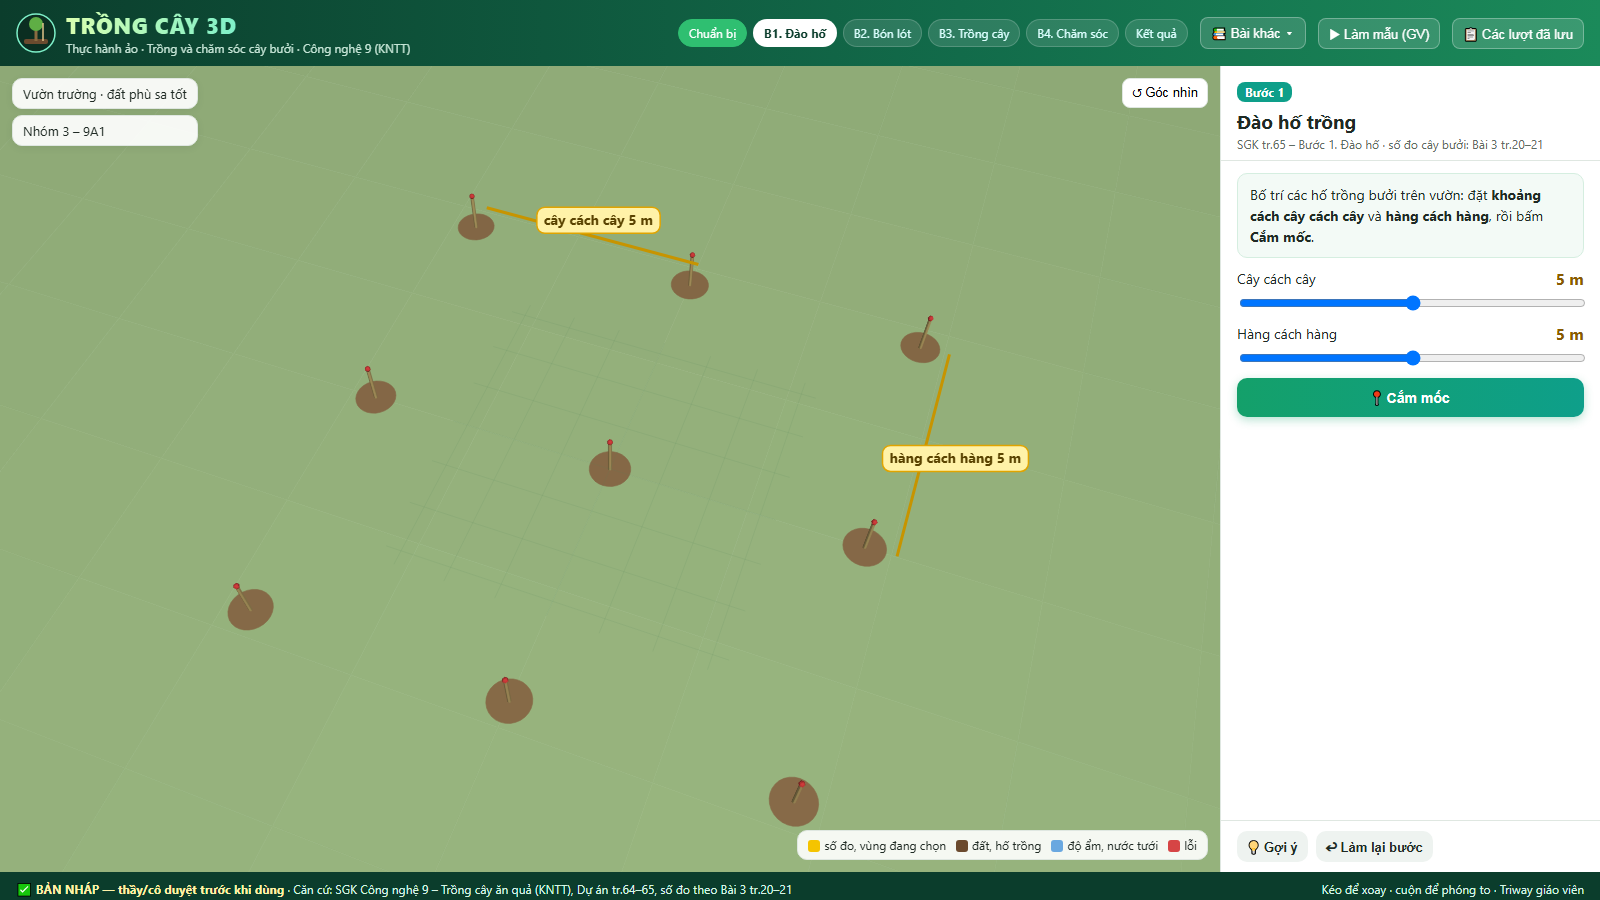 TRỒNG CÂY 3D
Thực hành ảo · Trồng và chăm sóc cây bưởi · Công nghệ 9 (KNTT)
Chuẩn bị
B1. Đào hố
B2. Bón lót
B3. Trồng cây
B4. Chăm sóc
Kết quả
Bài khác
Làm mẫu (GV)
Các lượt đã lưu
Vườn trường · đất phù sa tốt
Nhóm 3 – 9A1
Góc nhìn
cây cách cây 5 m
hàng cách hàng 5 m
số đo, vùng đang chọn
đất, hố trồng
độ ẩm, nước tưới
lỗi
Bước 1
Đào hố trồng
SGK tr.65 – Bước 1. Đào hố · số đo cây bưởi: Bài 3 tr.20–21
Bố trí các hố trồng bưởi trên vườn: đặt khoảng
cách cây cách cây và hàng cách hàng, rồi bấm
Cắm mốc.
Cây cách cây 5 m
Hàng cách hàng 5 m
Cắm mốc
Gợi ý
Làm lại bước
BẢN NHÁP — thầy/cô duyệt trước khi dùng · Căn cứ: SGK Công nghệ 9 – Trồng cây ăn quả (KNTT), Dự án tr.64–65, số đo theo Bài 3 tr.20–21
Kéo để xoay · cuộn để phóng to · Triway giáo viên